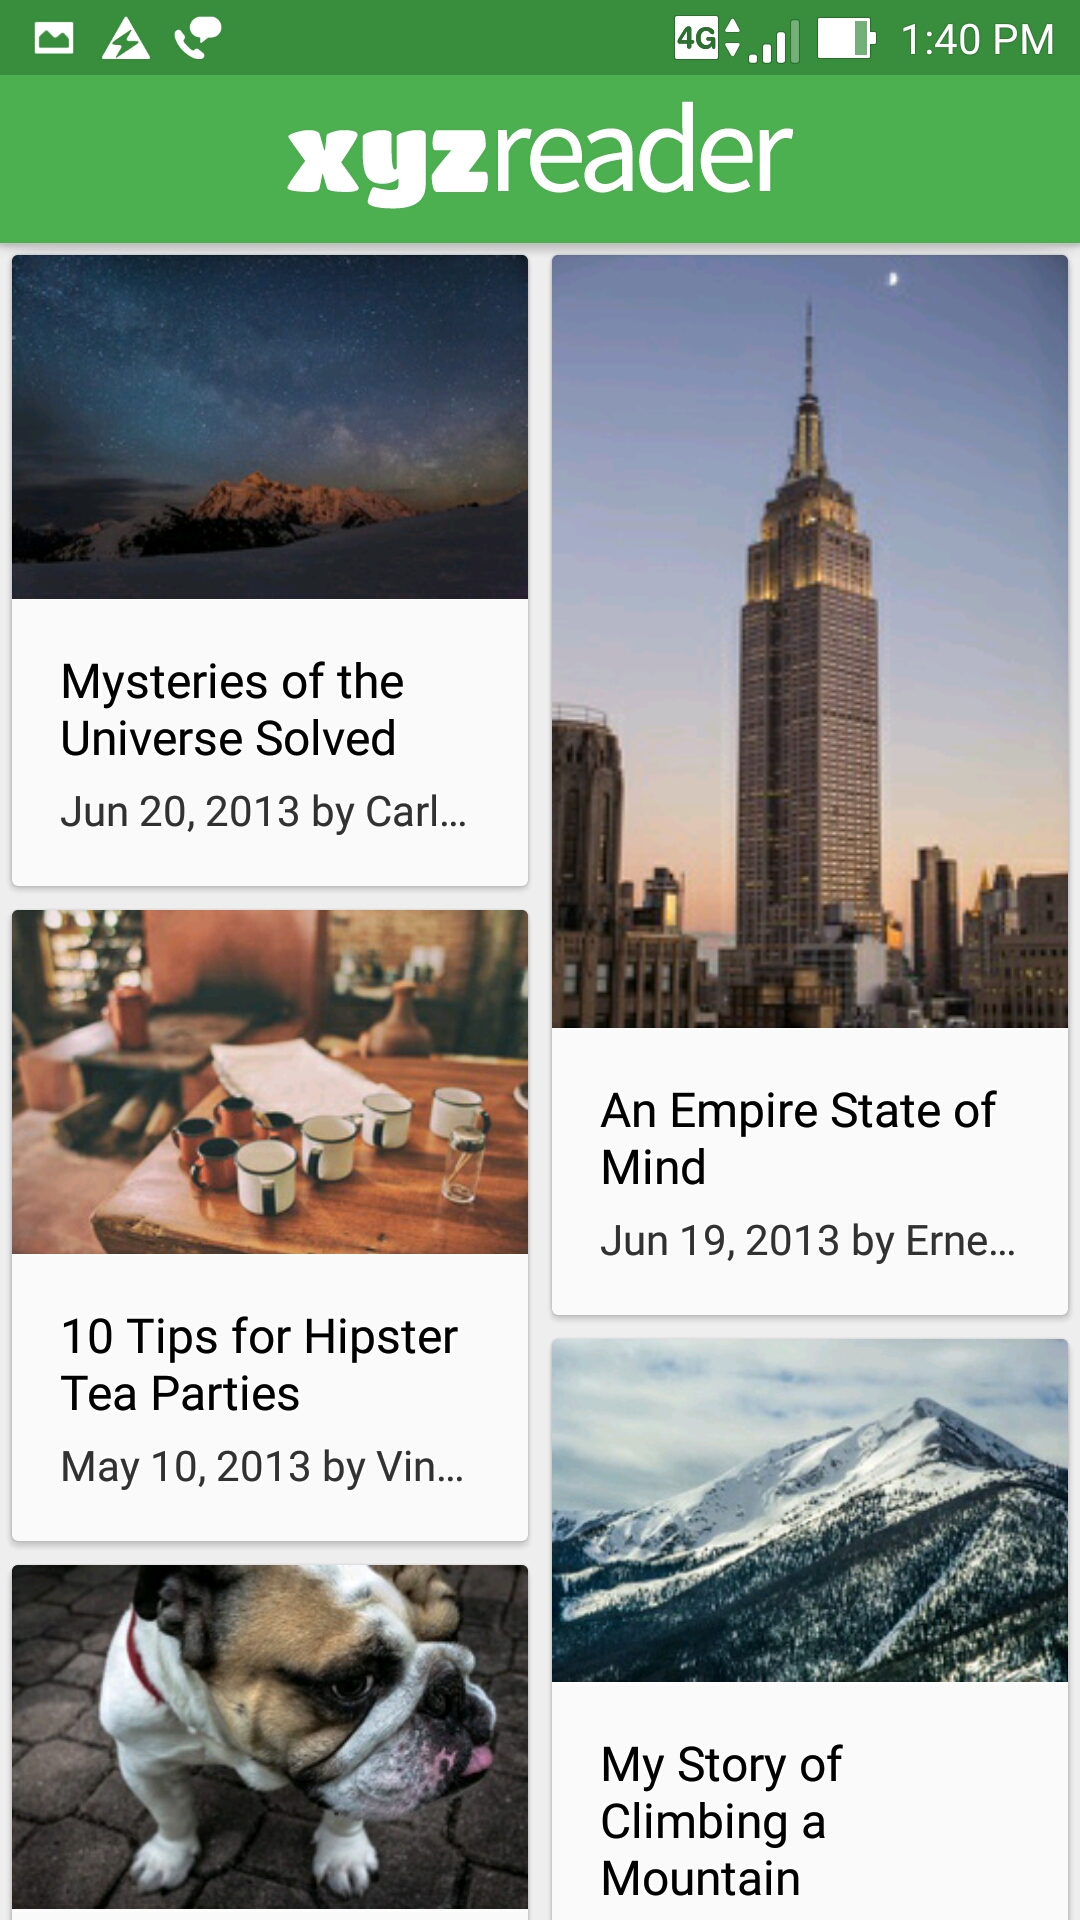 4G 1:40 PM
xyzreader
Mysteries of the
Universe Solved
Jun 20, 2013 by Carl...
An Empire State of
Mind
Jun 19, 2013 by Erne...
10 Tips for Hipster
Tea Parties
May 10, 2013 by Vin...
My Story of
Climbing a
Mountain